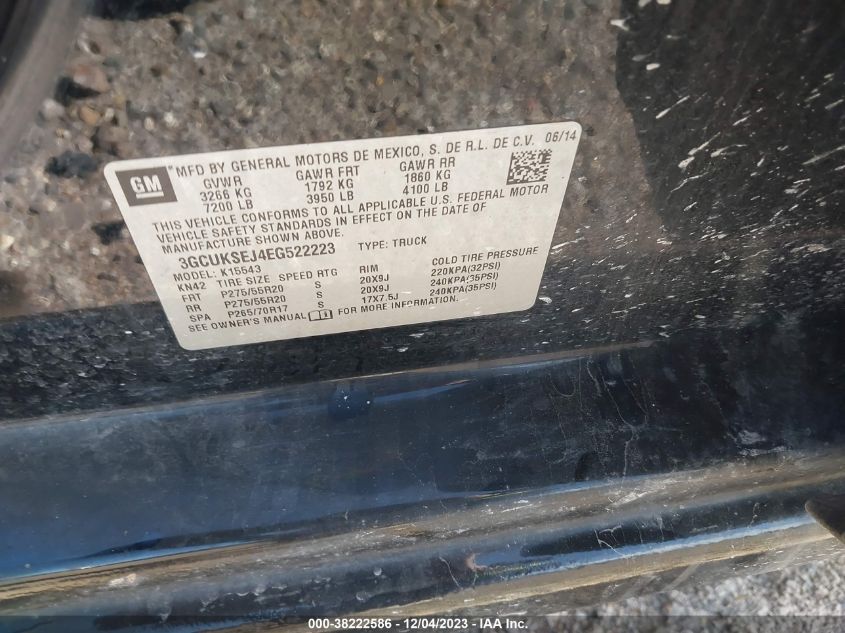 GM
*MFD BY GENERAL MOTORS DE MEXICO, S. DE R.L. DE C.V. 06/14
GVWR GAWR FRT GAWR RR
3266 KG 1792 KG 1860 KG
7200 LB 3950 LB 4100 LB
THIS VEHICLE CONFORMS TO ALL APPLICABLE U.S. FEDERAL MOTOR
VEHICLE SAFETY STANDARDS IN EFFECT ON THE DATE OF
MANUFACTURE SHOWN ABOVE.
3GCUKSEJ4EG522223 TYPE: TRUCK
MODEL: K15543
KN42 TIRE SIZE SPEED RTG RIM COLD TIRE PRESSURE
FRT P275/55R20 S 20X9J 220KPA(32PSI)
RR P275/55R20 S 20X9J 240KPA(35PSI)
SPA P265/70R17 S 17X7.5J 240KPA(35PSI)
SEE OWNER'S MANUAL FOR MORE INFORMATION.
000-38222586 - 12/04/2023 - IAA Inc.